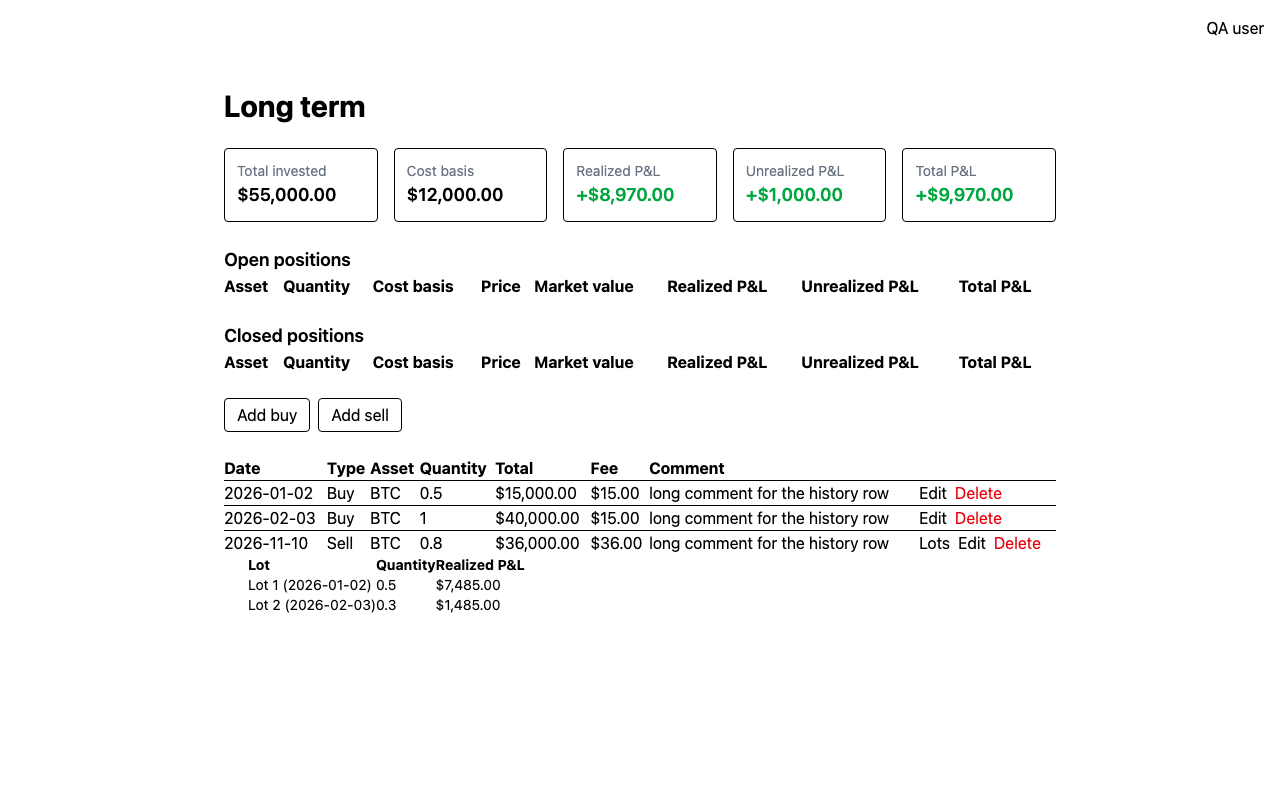 QA user
Long term
Total invested Cost basis Realized P&L Unrealized P&L Total P&L
$55,000.00 $12,000.00 +$8,970.00 +$1,000.00 +$9,970.00
Open positions
Asset Quantity Cost basis Price Market value Realized P&L Unrealized P&L Total P&L
Closed positions
Asset Quantity Cost basis Price Market value Realized P&L Unrealized P&L Total P&L
Add buy Add sell
Date Type Asset Quantity Total Fee Comment
2026-01-02 Buy BTC 0.5 $15,000.00 $15.00 long comment for the history row Edit Delete
2026-02-03 Buy BTC 1 $40,000.00 $15.00 long comment for the history row Edit Delete
2026-11-10 Sell BTC 0.8 $36,000.00 $36.00 long comment for the history row Lots Edit Delete
Lot Quantity Realized P&L
Lot 1 (2026-01-02) 0.5 $7,485.00
Lot 2 (2026-02-03) 0.3 $1,485.00